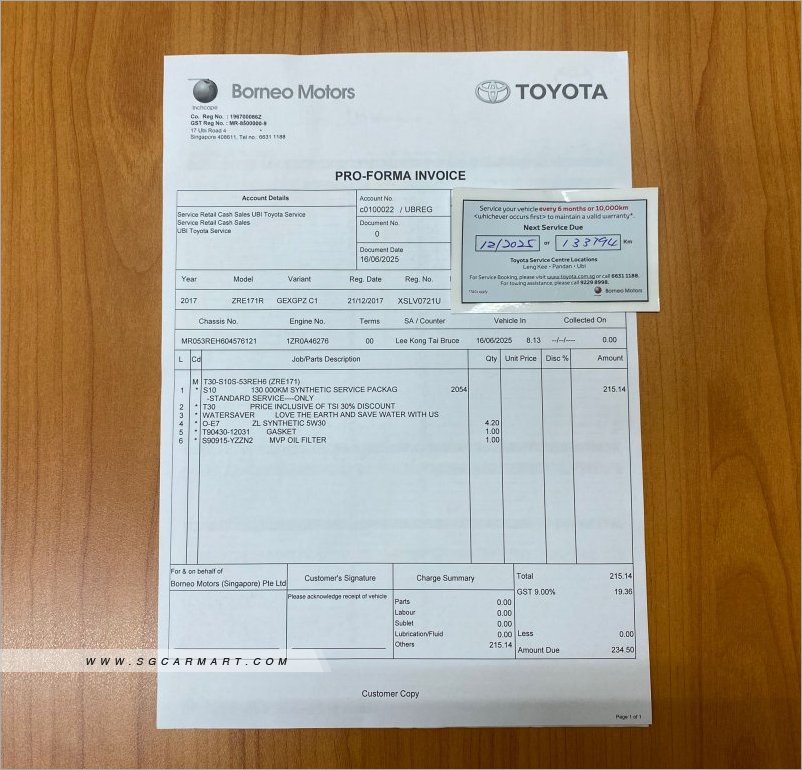 inchcape
Borneo Motors
TOYOTA
Co. Reg No. : 196700086Z
GST Reg No. : MR-8500000-9
17 Ubi Road 4
Singapore 408611. Tel no.: 6631 1188
PRO-FORMA INVOICE
Account Details
Service Retail Cash Sales UBI Toyota Service
Service Retail Cash Sales
UBI Toyota Service
Account No.
c0100022 / UBREG
Document No.
0
Document Date
16/06/2025
Service your vehicle every 6 months or 10,000km
<whichever occurs first> to maintain a valid warranty*.
Next Service Due
12/2025 or 133794 Km
Toyota Service Centre Locations
Leng Kee • Pandan • Ubi
For Service Booking, please visit www.toyota.com.sg or call 6631 1188.
For towing assistance, please call 9229 8998.
Borneo Motors
Year Model Variant Reg. Date Reg. No.
2017 ZRE171R GEXGPZ C1 21/12/2017 XSLV0721U
Chassis No. Engine No. Terms SA / Counter Vehicle In Collected On
MR053REH604576121 1ZR0A46276 00 Lee Kong Tai Bruce 16/06/2025 8.13 --/--/---- 0.00
L Cd Job/Parts Description Qty Unit Price Disc % Amount
M T30-S10S-53REH6 (ZRE171)
1 * S10 130 000KM SYNTHETIC SERVICE PACKAG 2054 215.14
-STANDARD SERVICE----ONLY
2 * T30 PRICE INCLUSIVE OF TSI 30% DISCOUNT
3 * WATERSAVER LOVE THE EARTH AND SAVE WATER WITH US
4 * O-E7 ZL SYNTHETIC 5W30 4.20
5 * T90430-12031 GASKET 1.00
6 * S90915-YZZN2 MVP OIL FILTER 1.00
For & on behalf of
Borneo Motors (Singapore) Pte Ltd
Customer's Signature
Please acknowledge receipt of vehicle
Charge Summary
Parts 0.00
Labour 0.00
Sublet 0.00
Lubrication/Fluid 0.00
Others 215.14
Total 215.14
GST 9.00% 19.36
Less 0.00
Amount Due 234.50
WWW.SGCARMART.COM
Customer Copy
Page 1 of 1